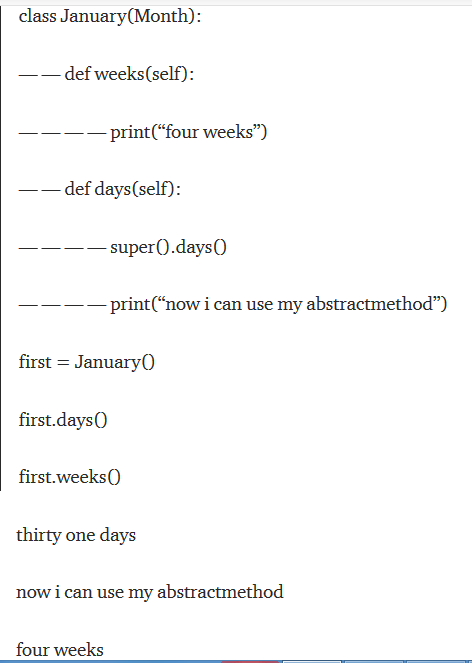 class January(Month):
— — def weeks(self):
— — — — print(“four weeks”)
— — def days(self):
— — — — super().days()
— — — — print(“now i can use my abstractmethod”)
first = January()
first.days()
first.weeks()
thirty one days
now i can use my abstractmethod
four weeks